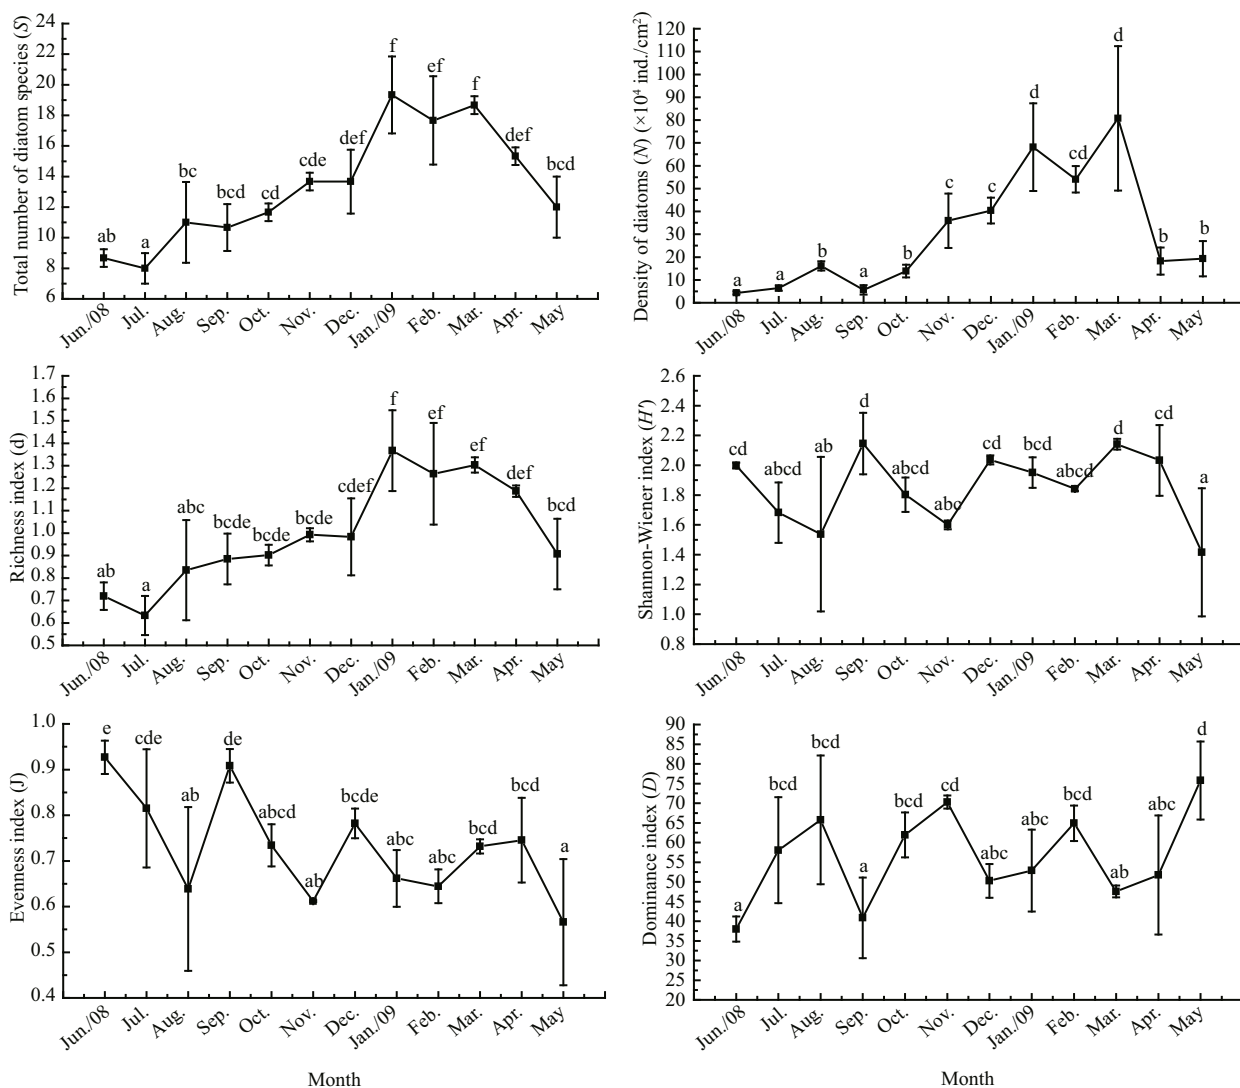 Total number of diatom species (S)
24
22
20
18
16
14
12
10
8
6
ab
a
bc
bcd
cd
cde
def
f
ef
f
def
bcd
Jun./08
Jul.
Aug.
Sep.
Oct.
Nov.
Dec.
Jan./09
Feb.
Mar.
Apr.
May
Density of diatoms (N) (×10⁴ ind./cm²)
120
110
100
90
80
70
60
50
40
30
20
10
0
a
a
b
a
b
c
c
d
cd
d
b
b
Jun./08
Jul.
Aug.
Sep.
Oct.
Nov.
Dec.
Jan./09
Feb.
Mar.
Apr.
May
Richness index (d)
1.7
1.6
1.5
1.4
1.3
1.2
1.1
1.0
0.9
0.8
0.7
0.6
0.5
ab
a
abc
bcde
bcde
bcde
cdef
f
ef
ef
def
bcd
Jun./08
Jul.
Aug.
Sep.
Oct.
Nov.
Dec.
Jan./09
Feb.
Mar.
Apr.
May
Shannon-Wiener index (H')
2.6
2.4
2.2
2.0
1.8
1.6
1.4
1.2
1.0
0.8
cd
abcd
ab
d
abcd
abc
cd
bcd
abcd
d
cd
a
Jun./08
Jul.
Aug.
Sep.
Oct.
Nov.
Dec.
Jan./09
Feb.
Mar.
Apr.
May
Evenness index (J)
1.0
0.9
0.8
0.7
0.6
0.5
0.4
e
cde
ab
de
abcd
ab
bcde
abc
abc
bcd
bcd
a
Jun./08
Jul.
Aug.
Sep.
Oct.
Nov.
Dec.
Jan./09
Feb.
Mar.
Apr.
May
Month
Dominance index (D)
90
85
80
75
70
65
60
55
50
45
40
35
30
25
20
a
bcd
bcd
a
bcd
cd
abc
abc
bcd
ab
abc
d
Jun./08
Jul.
Aug.
Sep.
Oct.
Nov.
Dec.
Jan./09
Feb.
Mar.
Apr.
May
Month